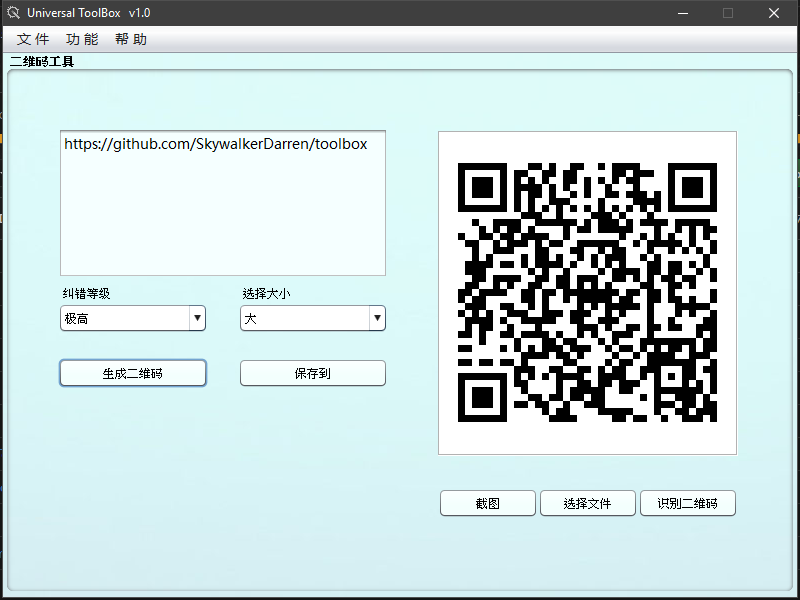 Universal ToolBox v1.0
文件 功能 帮助
二维码工具
https://github.com/SkywalkerDarren/toolbox
纠错等级 选择大小
极高 大
生成二维码 保存到
截图 选择文件 识别二维码